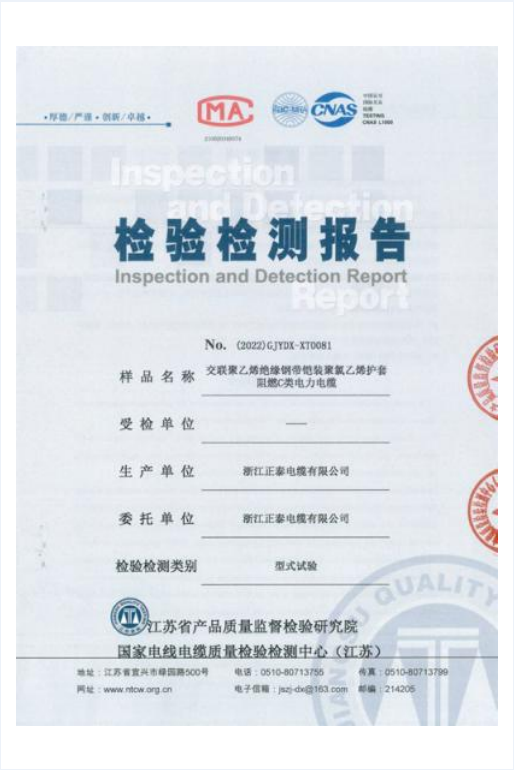 ·厚德/严谨·创新/卓越·
MA
ilac-MRA
CNAS
TESTING
CNAS L1009
Inspection
and Detection
Report
检验检测报告
Inspection and Detection Report
No. (2022)GJYDX-XT0081
样品名称 交联聚乙烯绝缘钢带铠装聚氯乙烯护套
阻燃C类电力电缆
受检单位 ——
生产单位 浙江正泰电缆有限公司
委托单位 浙江正泰电缆有限公司
检验检测类别 型式试验
QUALITY
JIANGSU
江苏省产品质量监督检验研究院
国家电线电缆质量检验检测中心（江苏）
地址：江苏省宜兴市绿园路500号 电话：0510-80713755 传真：0510-80713799
网址：www.ntcw.org.cn 电子信箱：jszj-dx@163.com 邮编：214205